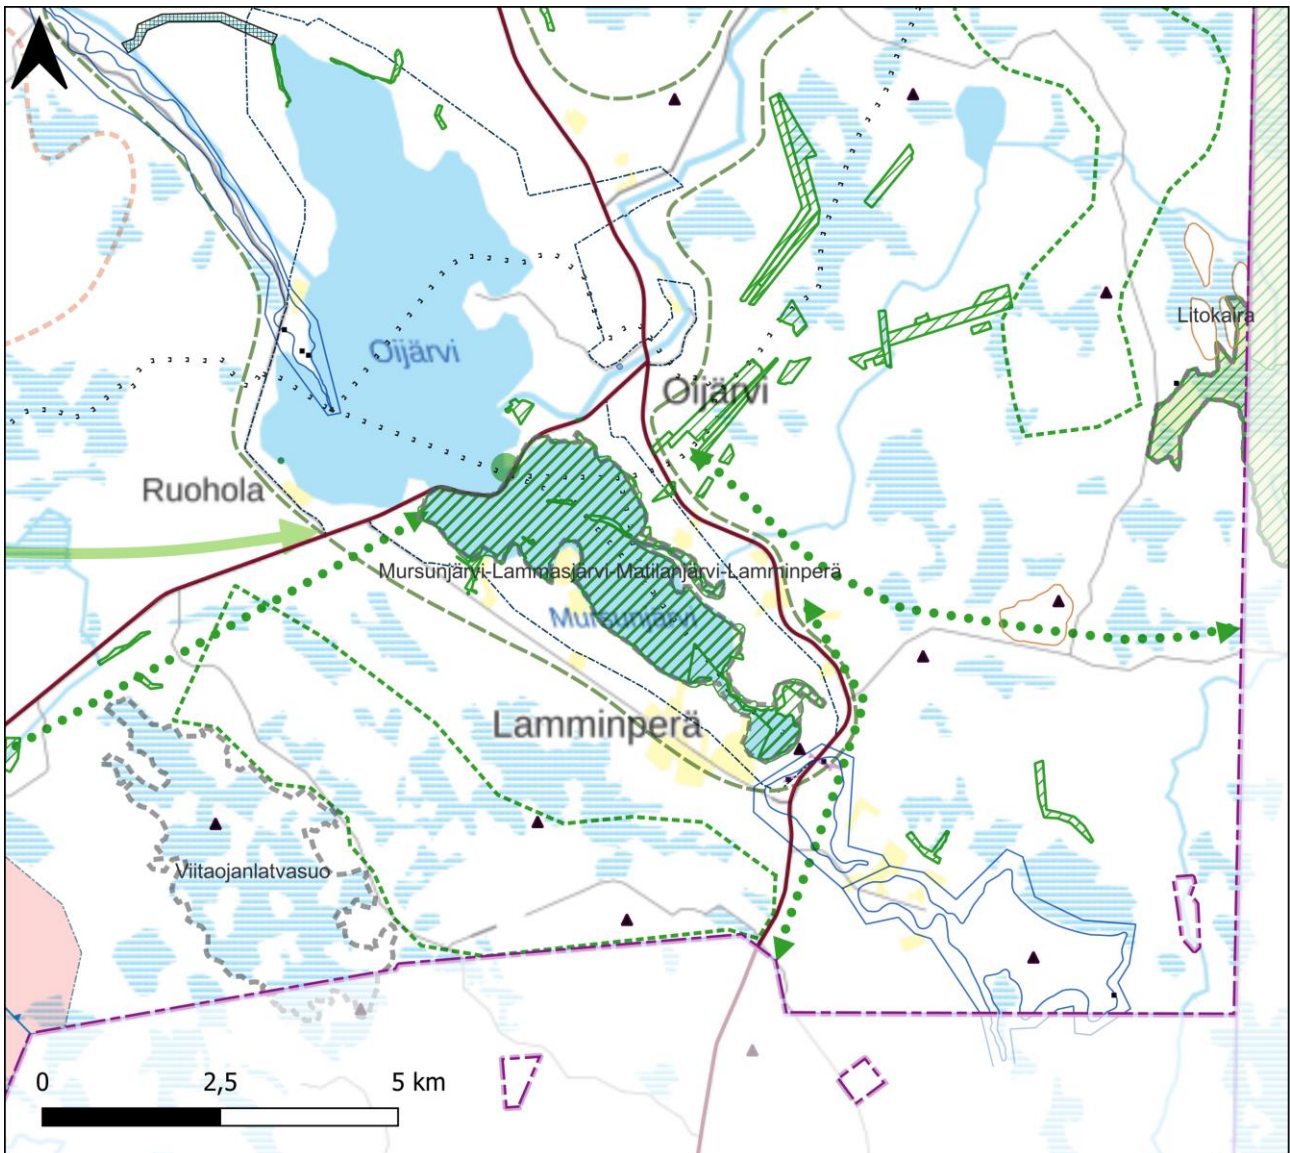 Litokaira
Oijärvi
Oijärvi
Ruohola
Mursunjärvi-Lammasjärvi-Matilanjärvi-Lamminperä
Mursunjärvi
Lamminperä
Viitaojanlatvasuo
0 2,5 5 km